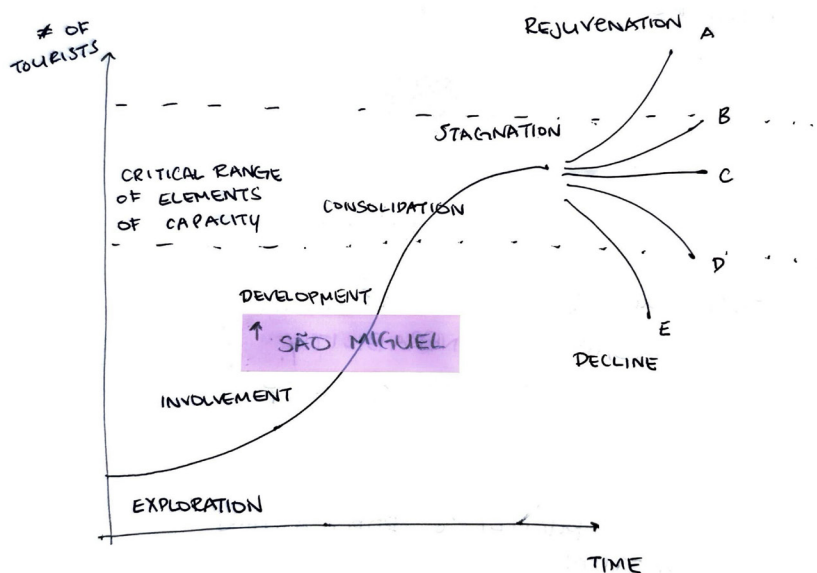 # OF
TOURISTS
REJUVENATION
A
B
STAGNATION
CRITICAL RANGE
OF ELEMENTS
OF CAPACITY
C
CONSOLIDATION
D
DEVELOPMENT
↑ SÃO MIGUEL
E
DECLINE
INVOLVEMENT
EXPLORATION
TIME